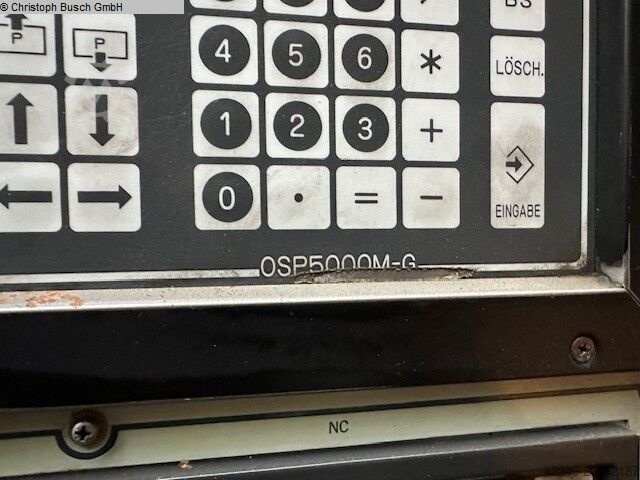 © Christoph Busch GmbH
BS
P P
4 5 6 * LÖSCH.
1 2 3 +
0 . = - EINGABE
OSP5000M-G
NC